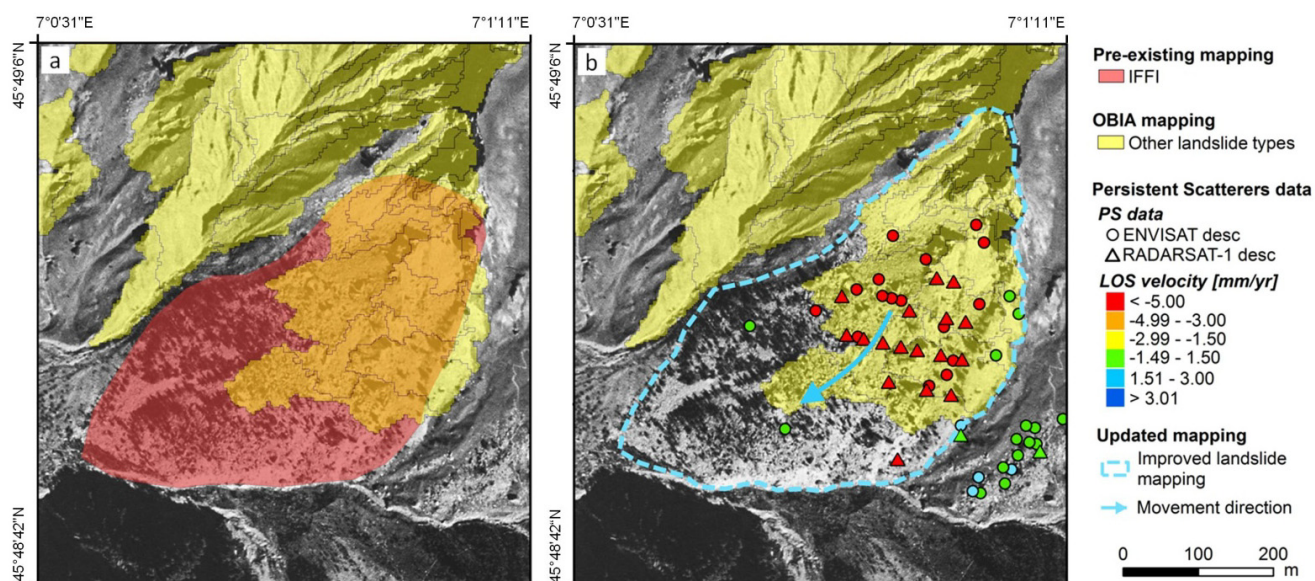 7°0'31"E
7°1'11"E
7°0'31"E
7°1'11"E
45°49'6"N
a
45°49'6"N
b
45°48'42"N
45°48'42"N
Pre-existing mapping
IFFI
OBIA mapping
Other landslide types
Persistent Scatterers data
PS data
ENVISAT desc
RADARSAT-1 desc
LOS velocity [mm/yr]
< -5.00
-4.99 - -3.00
-2.99 - -1.50
-1.49 - 1.50
1.51 - 3.00
> 3.01
Updated mapping
Improved landslide
mapping
Movement direction
0 100 200
m